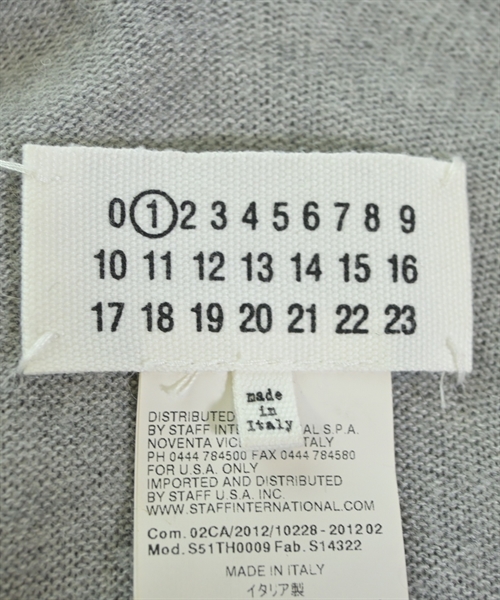 0 1 2 3 4 5 6 7 8 9
10 11 12 13 14 15 16
17 18 19 20 21 22 23
made
in
Italy
DISTRIBUTED
BY STAFF S.P.A.
NOVENTA ITALY
PH 0444 784500 FAX 0444 784580
FOR U.S.A. ONLY
IMPORTED AND DISTRIBUTED
BY STAFF U.S.A. INC.
WWW.STAFFINTERNATIONAL.COM
Com. 02CA/2012/10228 - 2012 02
Mod. S51TH0009 Fab. S14322
MADE IN ITALY
イタリア製